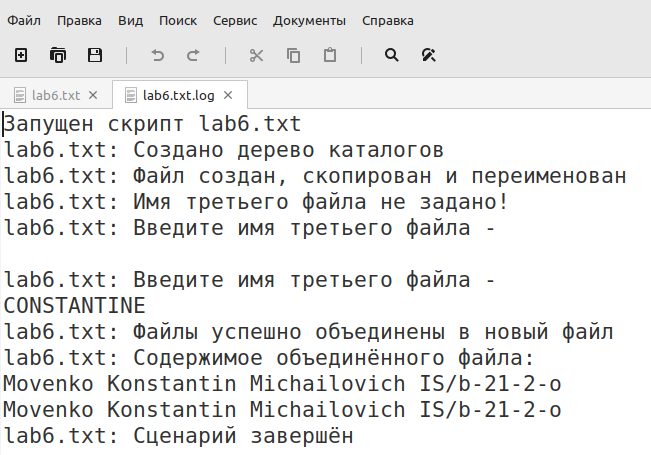 Файл Правка Вид Поиск Сервис Документы Справка
lab6.txt lab6.txt.log
Запущен скрипт lab6.txt
lab6.txt: Создано дерево каталогов
lab6.txt: Файл создан, скопирован и переименован
lab6.txt: Имя третьего файла не задано!
lab6.txt: Введите имя третьего файла -
lab6.txt: Введите имя третьего файла -
CONSTANTINE
lab6.txt: Файлы успешно объединены в новый файл
lab6.txt: Содержимое объединённого файла:
Movenko Konstantin Michailovich IS/b-21-2-o
Movenko Konstantin Michailovich IS/b-21-2-o
lab6.txt: Сценарий завершён